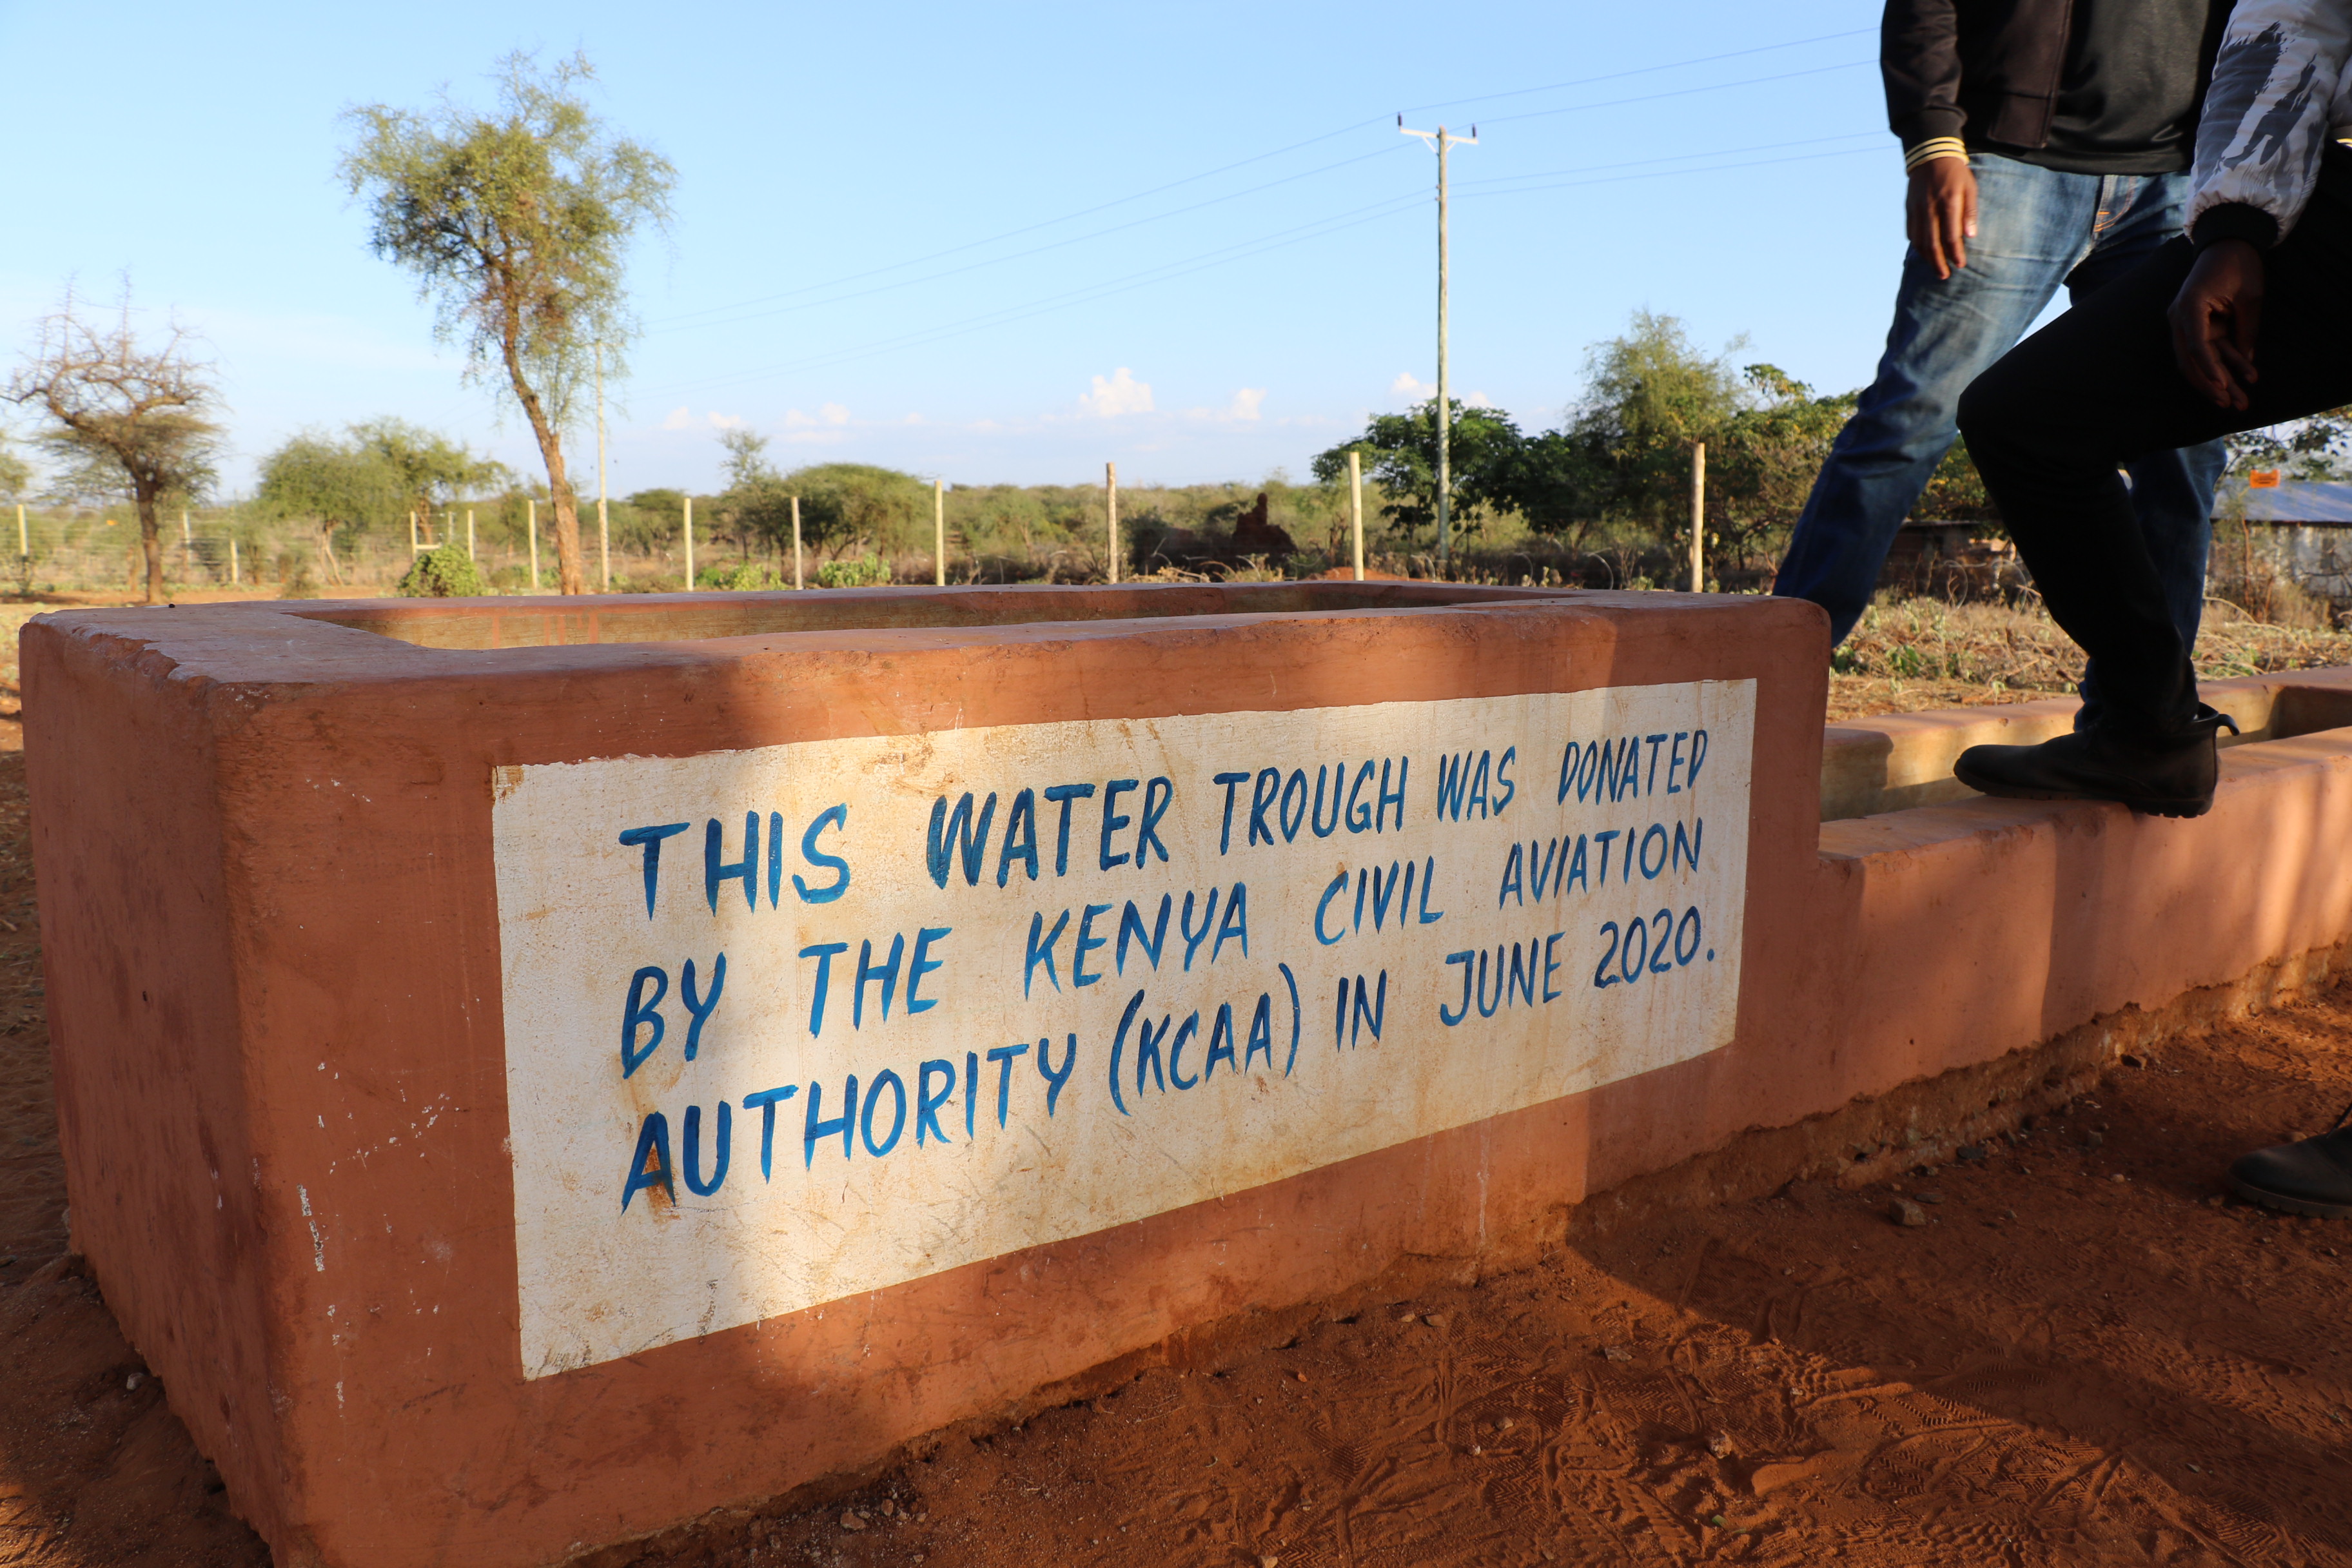 THIS WATER TROUGH WAS DONATED
BY THE KENYA CIVIL AVIATION
AUTHORITY (KCAA) IN JUNE 2020.